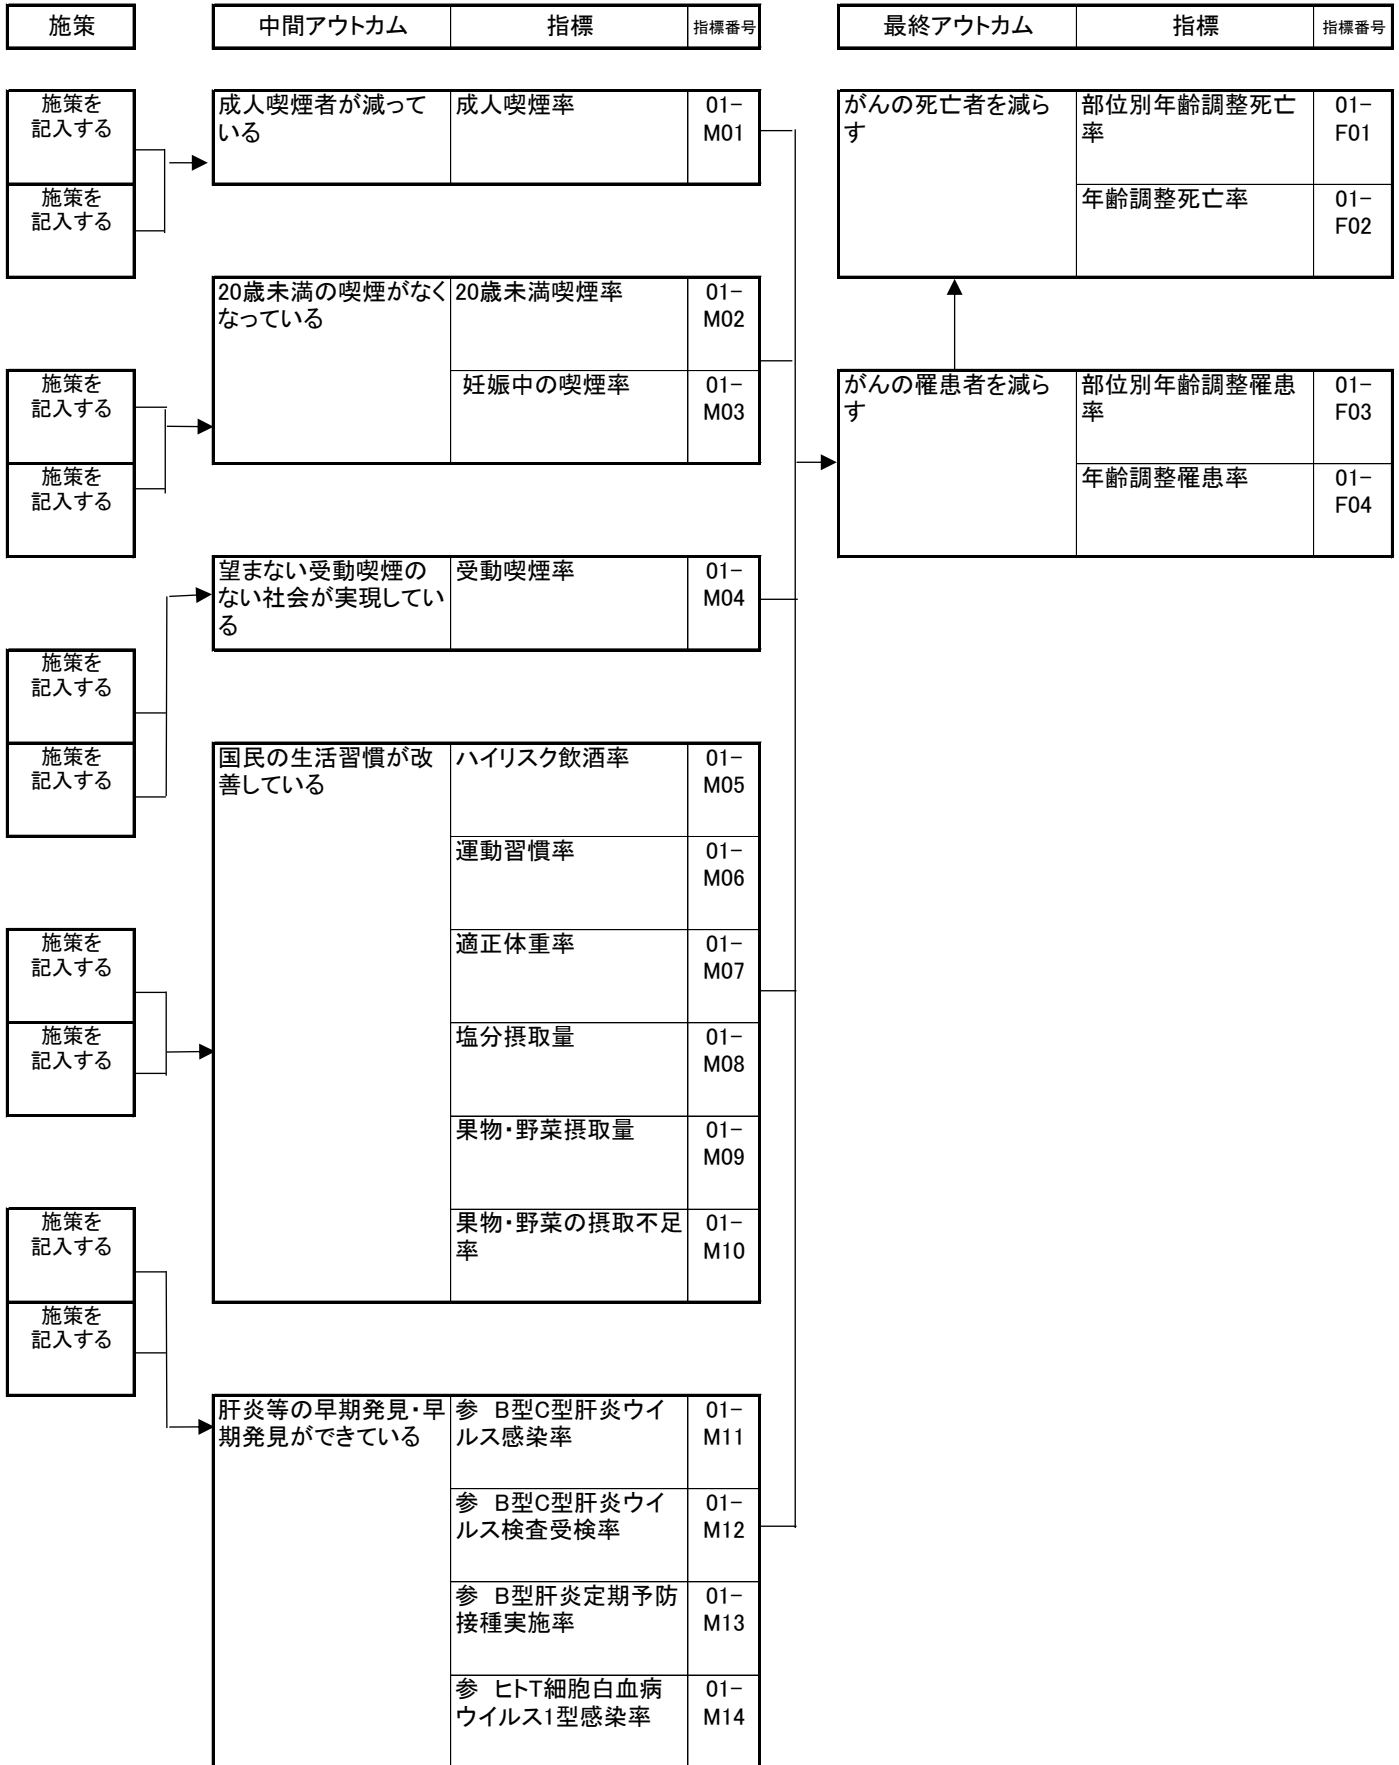 施策
中間アウトカム
指標
指標番号
最終アウトカム
指標
指標番号
施策を
記入する
施策を
記入する
成人喫煙者が減って
いる
成人喫煙率
01-
M01
がんの死亡者を減ら
す
部位別年齢調整死亡
率
01-
F01
年齢調整死亡率
01-
F02
20歳未満の喫煙がなく
なっている
20歳未満喫煙率
01-
M02
妊娠中の喫煙率
01-
M03
施策を
記入する
施策を
記入する
がんの罹患者を減ら
す
部位別年齢調整罹患
率
01-
F03
年齢調整罹患率
01-
F04
望まない受動喫煙の
ない社会が実現してい
る
受動喫煙率
01-
M04
施策を
記入する
施策を
記入する
国民の生活習慣が改
善している
ハイリスク飲酒率
01-
M05
運動習慣率
01-
M06
施策を
記入する
施策を
記入する
適正体重率
01-
M07
塩分摂取量
01-
M08
果物・野菜摂取量
01-
M09
果物・野菜の摂取不足
率
01-
M10
施策を
記入する
施策を
記入する
肝炎等の早期発見・早
期発見ができている
参 B型C型肝炎ウイ
ルス感染率
01-
M11
参 B型C型肝炎ウイ
ルス検査受検率
01-
M12
参 B型肝炎定期予防
接種実施率
01-
M13
参 ヒトT細胞白血病
ウイルス1型感染率
01-
M14